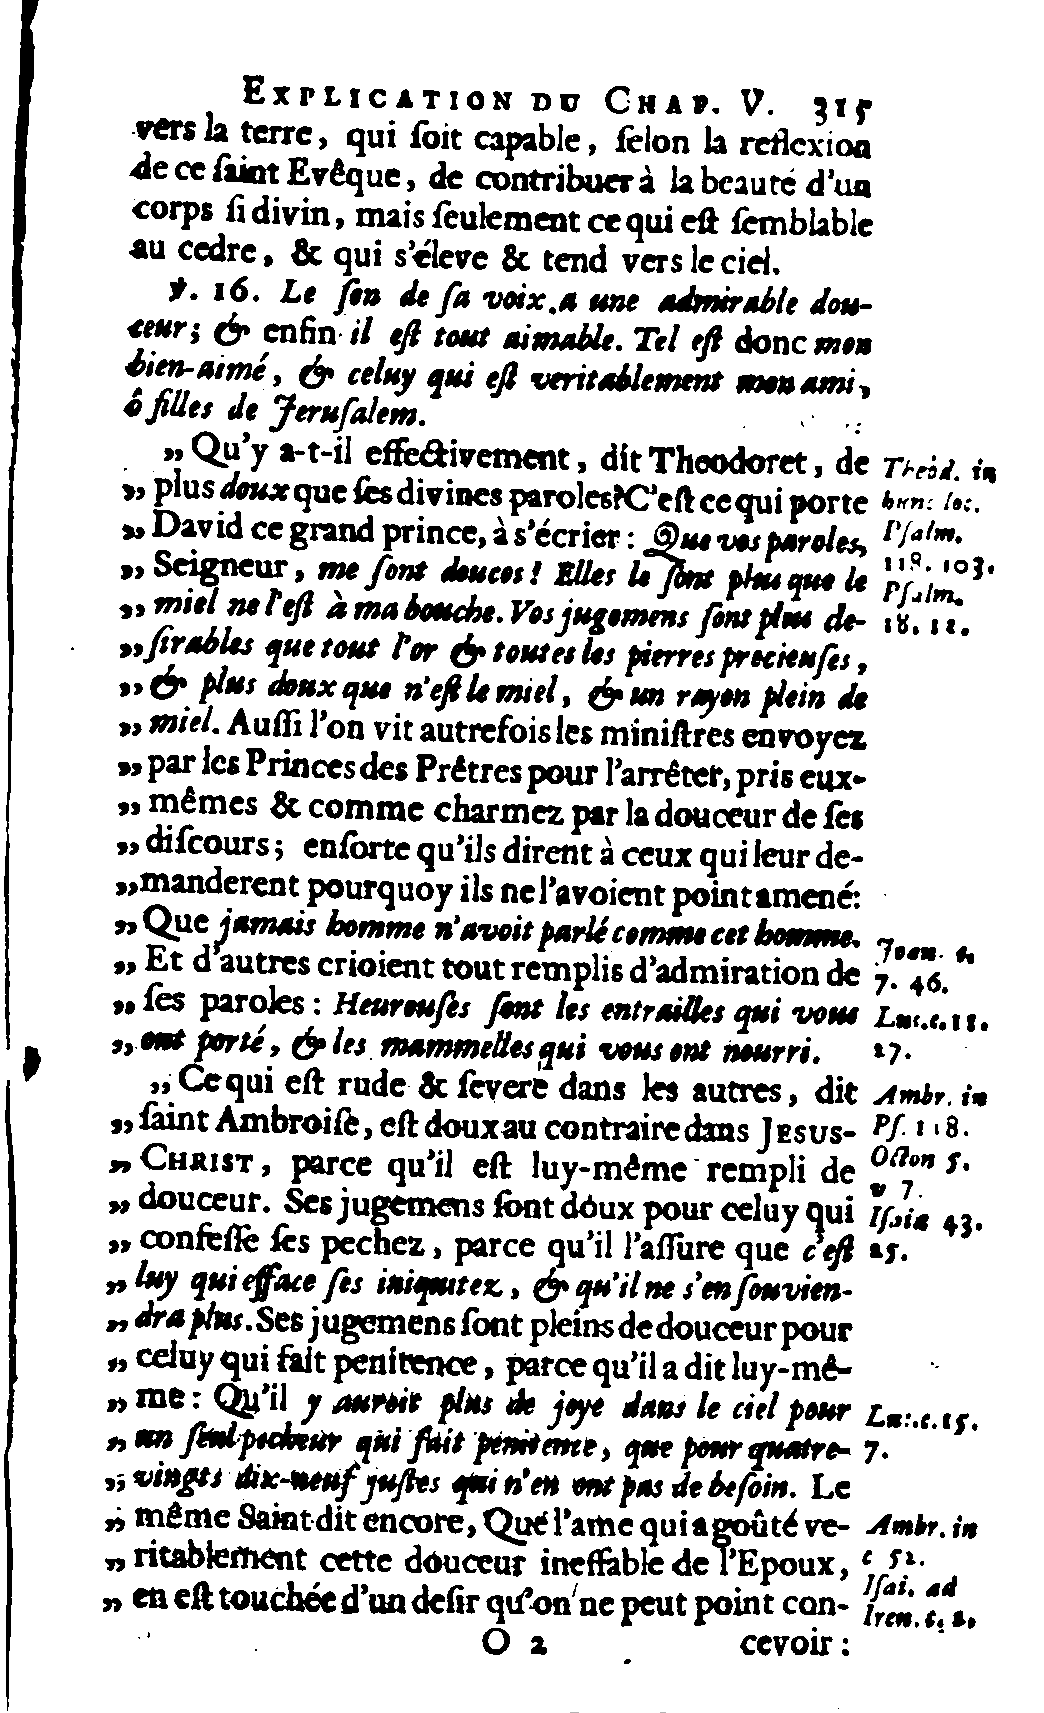 EXPLICATION DU CHAP. V. 315
vers la terre, qui ſoit capable, ſelon la reflexion
de ce ſaint Evêque, de contribuer à la beauté d'un
corps ſi divin, mais ſeulement ce qui eſt ſemblable
au cedre, & qui s'éleve & tend vers le ciel.
℣. 16. Le ſon de ſa voix a une admirable dou-
ceur; & enfin il eſt tout aimable. Tel eſt donc mon
bien-aimé, & celuy qui eſt veritablement mon ami,
ô filles de Jeruſalem.
„ Qu'y a-t-il effectivement, dit Theodoret, de
„ plus doux que ſes divines paroles? C'eſt ce qui porte
„ David ce grand prince, à s'écrier: Que vos paroles,
„ Seigneur, me ſont douces! Elles le ſont plus que le
„ miel ne l'eſt à ma bouche. Vos jugemens ſont plus de-
„ ſirables que tout l'or & toutes les pierres precieuſes,
„ & plus doux que n'eſt le miel, & un rayon plein de
„ miel. Auſſi l'on vit autrefois les miniſtres envoyez
„ par les Princes des Prêtres pour l'arrêter, pris eux-
„ mêmes & comme charmez par la douceur de ſes
„ diſcours; enſorte qu'ils dirent à ceux qui leur de-
„ manderent pourquoy ils ne l'avoient point amené:
„ Que jamais homme n'avoit parlé comme cet homme.
„ Et d'autres crioient tout remplis d'admiration de
„ ſes paroles: Heureuſes ſont les entrailles qui vous
„ ont porté, & les mammelles qui vous ont nourri.
„ Ce qui eſt rude & ſevere dans les autres, dit
„ ſaint Ambroiſe, eſt doux au contraire dans JESUS-
„ CHRIST, parce qu'il eſt luy-même rempli de
„ douceur. Ses jugemens ſont doux pour celuy qui
„ confeſſe ſes pechez, parce qu'il l'aſſure que c'eſt
„ luy qui efface ſes iniquitez, & qu'il ne s'en ſouvien-
„ dra plus. Ses jugemens ſont pleins de douceur pour
„ celuy qui fait penitence, parce qu'il a dit luy-mê-
„ me: Qu'il y auroit plus de joye dans le ciel pour
„ un ſeul pecheur qui fait penitence, que pour quatre-
„ vingts dix-neuf juſtes qui n'en ont pas de beſoin. Le
„ même Saint dit encore, Que l'ame qui a goûté ve-
„ ritablement cette douceur ineffable de l'Epoux,
„ en eſt touchée d'un deſir qu'on ne peut point con-
O 2 cevoir:
Theod. in
hunc loc.
Pſalm.
118. 103.
Pſalm.
18. 11.
Joan. c.
7. 46.
Luc. c. 11.
27.
Ambr. in
Pſ. 118.
Octon 5.
v 7.
Iſaia 43.
25.
Luc. c. 15.
7.
Ambr. in
c 52.
Iſai. ad
Iren. t. 2.